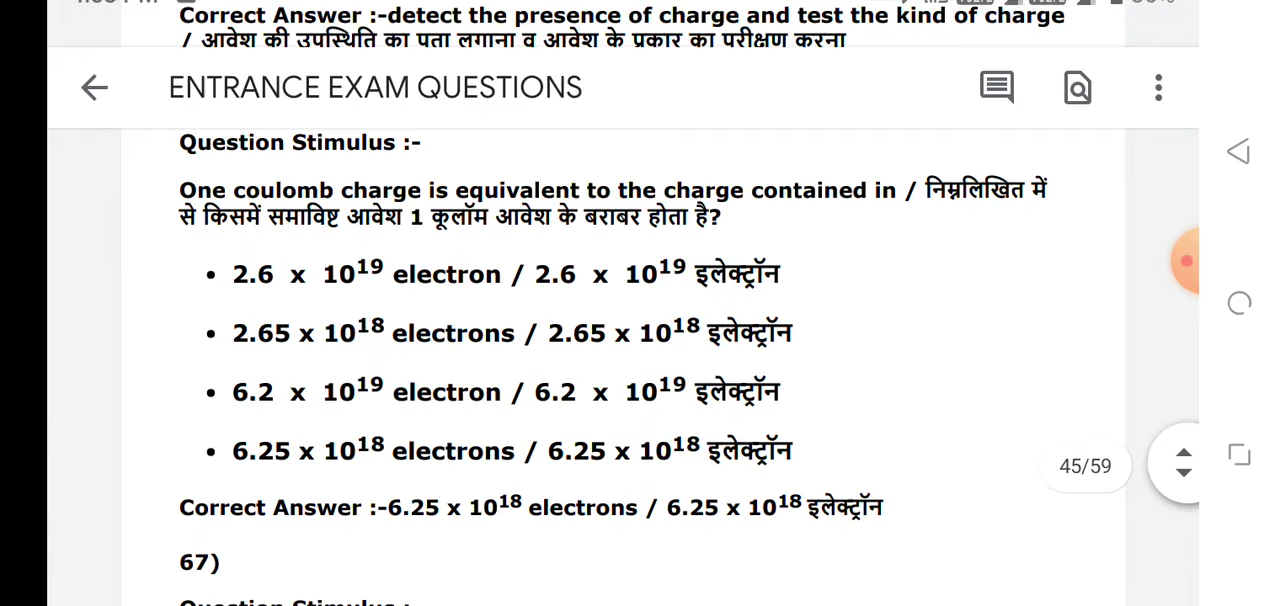 Correct Answer :-detect the presence of charge and test the kind of charge
/ आवेश की उपस्थिति का पता लगाना व आवेश के प्रकार का परीक्षण करना
ENTRANCE EXAM QUESTIONS
Question Stimulus :-
One coulomb charge is equivalent to the charge contained in / निम्नलिखित में
से किसमें समाविष्ट आवेश 1 कूलॉम आवेश के बराबर होता है?
• 2.6 x 10¹⁹ electron / 2.6 x 10¹⁹ इलेक्ट्रॉन
• 2.65 x 10¹⁸ electrons / 2.65 x 10¹⁸ इलेक्ट्रॉन
• 6.2 x 10¹⁹ electron / 6.2 x 10¹⁹ इलेक्ट्रॉन
• 6.25 x 10¹⁸ electrons / 6.25 x 10¹⁸ इलेक्ट्रॉन
45/59
Correct Answer :-6.25 x 10¹⁸ electrons / 6.25 x 10¹⁸ इलेक्ट्रॉन
67)
Question Stimulus :-